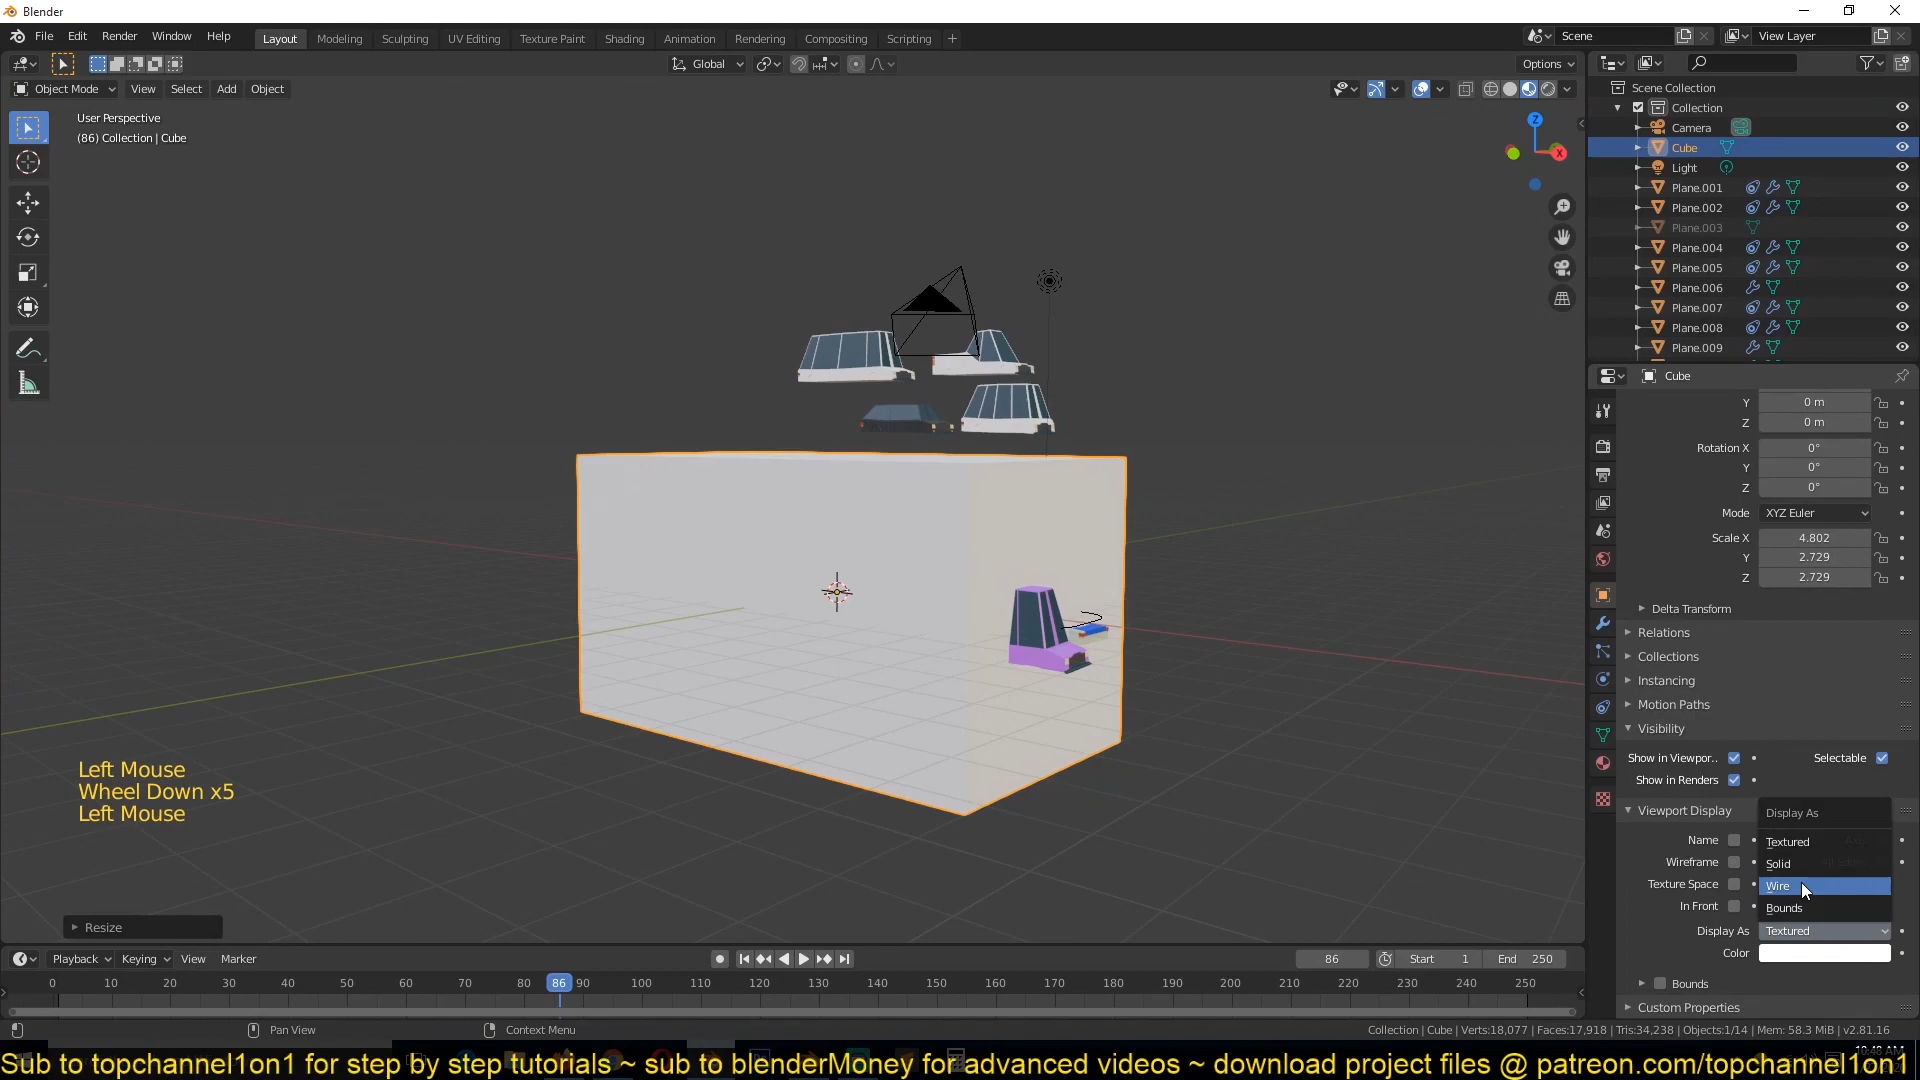 Blender
File Edit Render Window Help
Layout Modeling Sculpting UV Editing Texture Paint Shading Animation Rendering Compositing Scripting +
Scene View Layer
Global Options
Object Mode View Select Add Object
User Perspective
(86) Collection | Cube
Z
X
Scene Collection
Collection
Camera
Cube
Light
Plane.001
Plane.002
Plane.003
Plane.004
Plane.005
Plane.006
Plane.007
Plane.008
Plane.009
Cube
Y 0 m
Z 0 m
Rotation X 0°
Y 0°
Z 0°
Mode XYZ Euler
Scale X 4.802
Y 2.729
Z 2.729
Delta Transform
Relations
Collections
Instancing
Motion Paths
Visibility
Show in Viewpor.. Selectable
Show in Renders
Viewport Display
Display As
Name
Textured
Wireframe
Solid
Texture Space
Wire
In Front
Bounds
Display As Textured
Color
Bounds
Custom Properties
Left Mouse
Wheel Down x5
Left Mouse
Resize
Playback Keying View Marker
86 Start 1 End 250
0 10 20 30 40 50 60 70 80 86 90 100 110 120 130 140 150 160 170 180 190 200 210 220 230 240 250
Pan View Context Menu
Collection | Cube | Verts:18,077 | Faces:17,918 | Tris:34,238 | Objects:1/14 | Mem: 58.3 MiB | v2.81.16
10:48 AM
Sub to topchannel1on1 for step by step tutorials ~ sub to benderMoney for advanced videos ~ download project files @ patreon.com/topchannel1on1